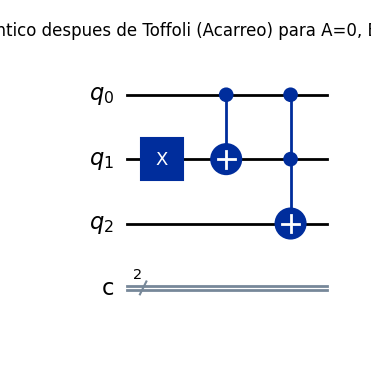 ntico despues de Toffoli (Acarreo) para A=0, B
q0
X
q1
q2
2
c